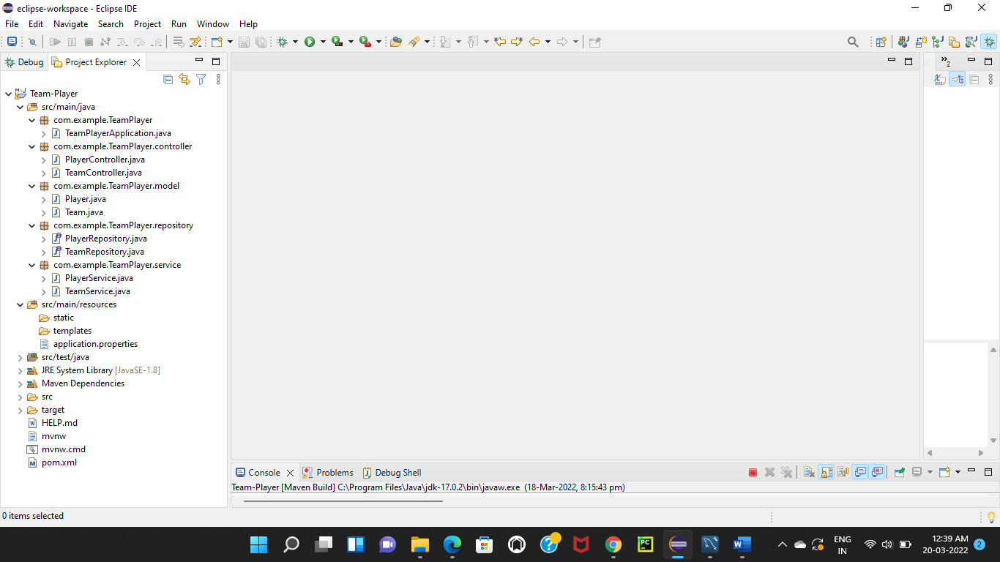 eclipse-workspace - Eclipse IDE
File Edit Navigate Search Project Run Window Help
Debug Project Explorer
2
Team-Player
src/main/java
com.example.TeamPlayer
TeamPlayerApplication.java
com.example.TeamPlayer.controller
PlayerController.java
TeamController.java
com.example.TeamPlayer.model
Player.java
Team.java
com.example.TeamPlayer.repository
PlayerRepository.java
TeamRepository.java
com.example.TeamPlayer.service
PlayerService.java
TeamService.java
src/main/resources
static
templates
application.properties
src/test/java
JRE System Library [JavaSE-1.8]
Maven Dependencies
src
target
HELP.md
mvnw
mvnw.cmd
pom.xml
Console Problems Debug Shell
Team-Player [Maven Build] C:\Program Files\Java\jdk-17.0.2\bin\javaw.exe (18-Mar-2022, 8:15:43 pm)
0 items selected
ENG
IN
12:39 AM
20-03-2022
2